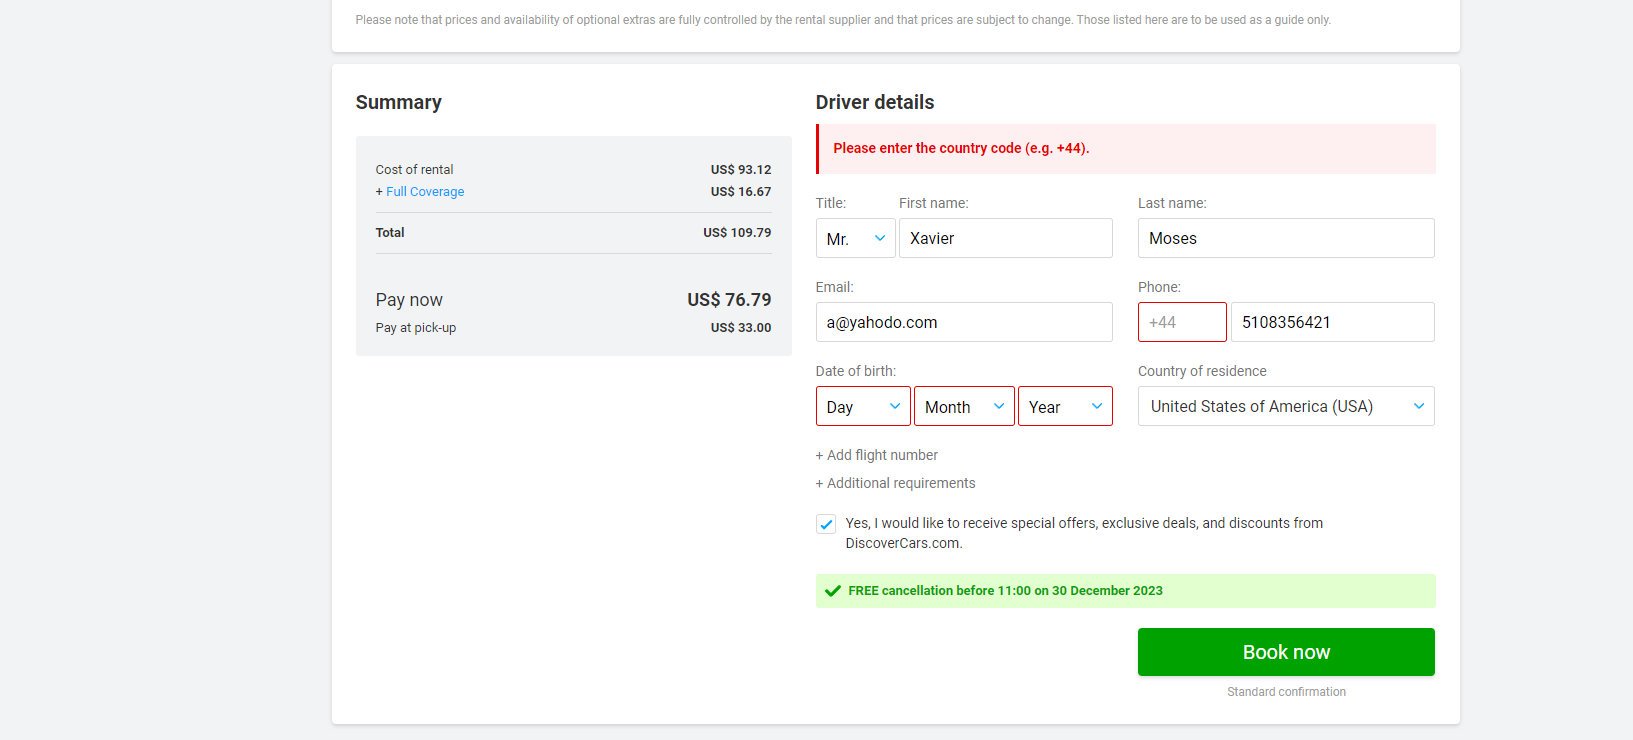 Please note that prices and availability of optional extras are fully controlled by the rental supplier and that prices are subject to change. Those listed here are to be used as a guide only.
Summary
Cost of rental US$ 93.12
+ Full Coverage US$ 16.67
Total US$ 109.79
Pay now US$ 76.79
Pay at pick-up US$ 33.00
Driver details
Please enter the country code (e.g. +44).
Title: First name: Last name:
Mr. Xavier Moses
Email: Phone:
a@yahodo.com +44 5108356421
Date of birth: Country of residence
Day Month Year United States of America (USA)
+ Add flight number
+ Additional requirements
Yes, I would like to receive special offers, exclusive deals, and discounts from
DiscoverCars.com.
FREE cancellation before 11:00 on 30 December 2023
Book now
Standard confirmation